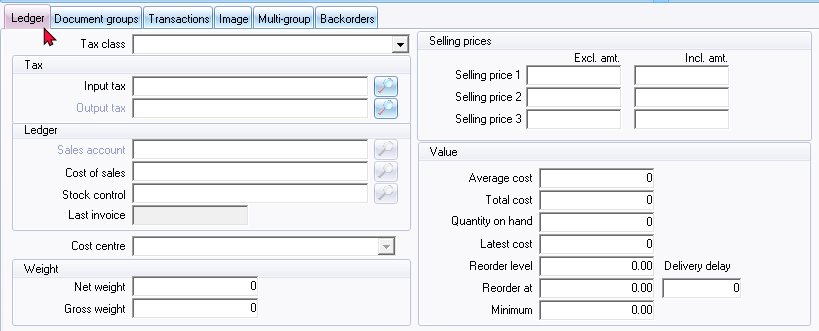 Ledger Document groups Transactions Image Multi-group Backorders
Tax class
Tax
Input tax
Output tax
Ledger
Sales account
Cost of sales
Stock control
Last invoice
Cost centre
Weight
Net weight 0
Gross weight 0
Selling prices
Excl. amt. Incl. amt.
Selling price 1
Selling price 2
Selling price 3
Value
Average cost 0
Total cost 0
Quantity on hand 0
Latest cost 0
Reorder level 0.00 Delivery delay
Reorder at 0.00 0
Minimum 0.00